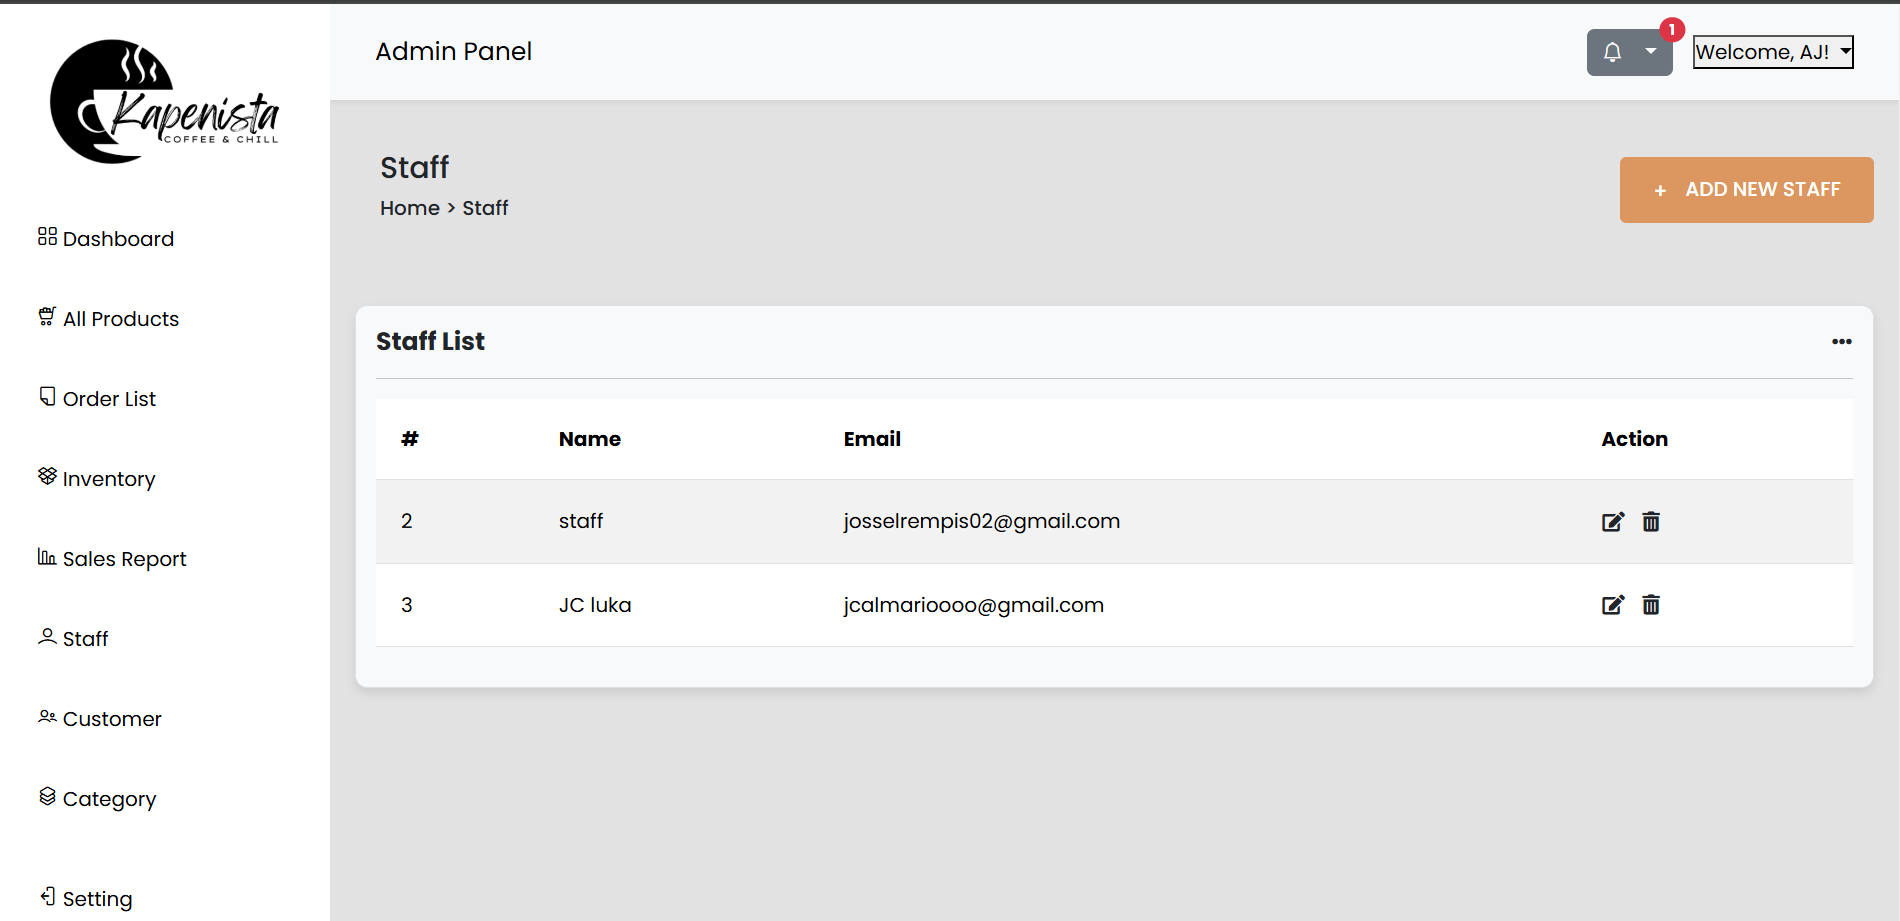 Kapenista
COFFEE & CHILL
Dashboard
All Products
Order List
Inventory
Sales Report
Staff
Customer
Category
Setting
Admin Panel
1
Welcome, AJ!
Staff
Home > Staff
+ ADD NEW STAFF
Staff List
# Name Email Action
2 staff josselrempis02@gmail.com
3 JC luka jcalmarioooo@gmail.com